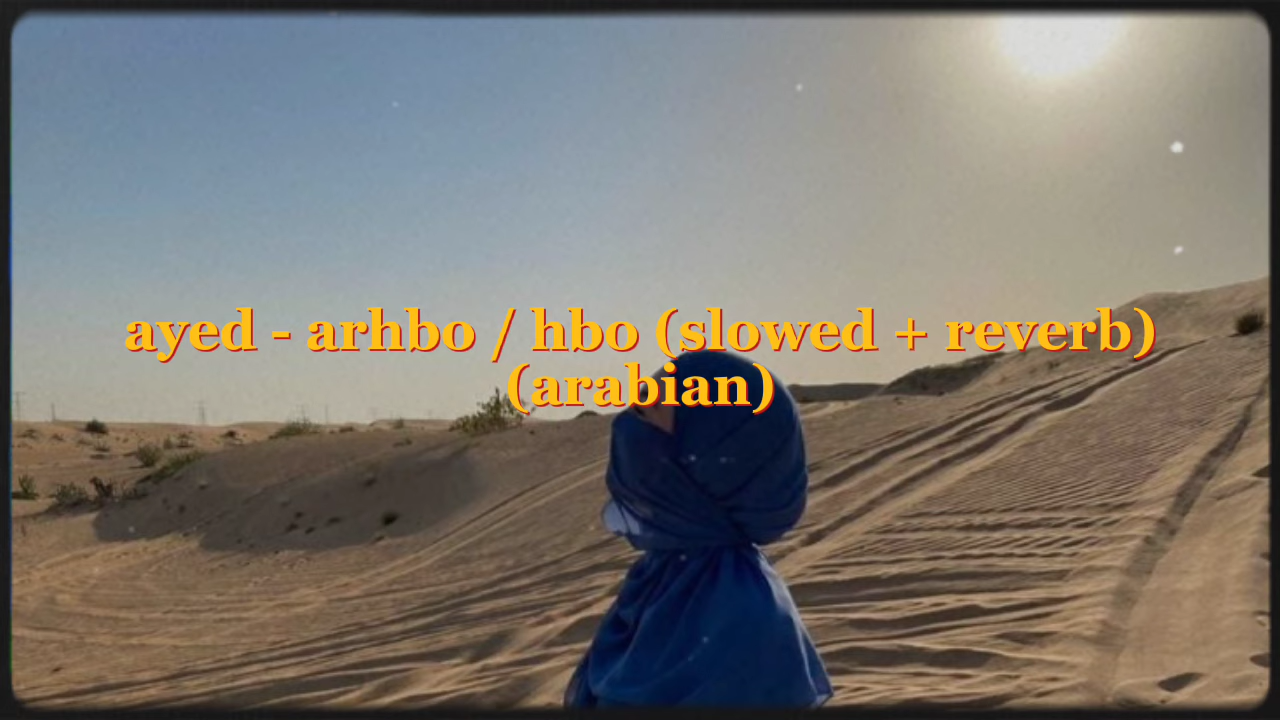 ayed - arhbo / hbo (slowed + reverb)
(arabian)